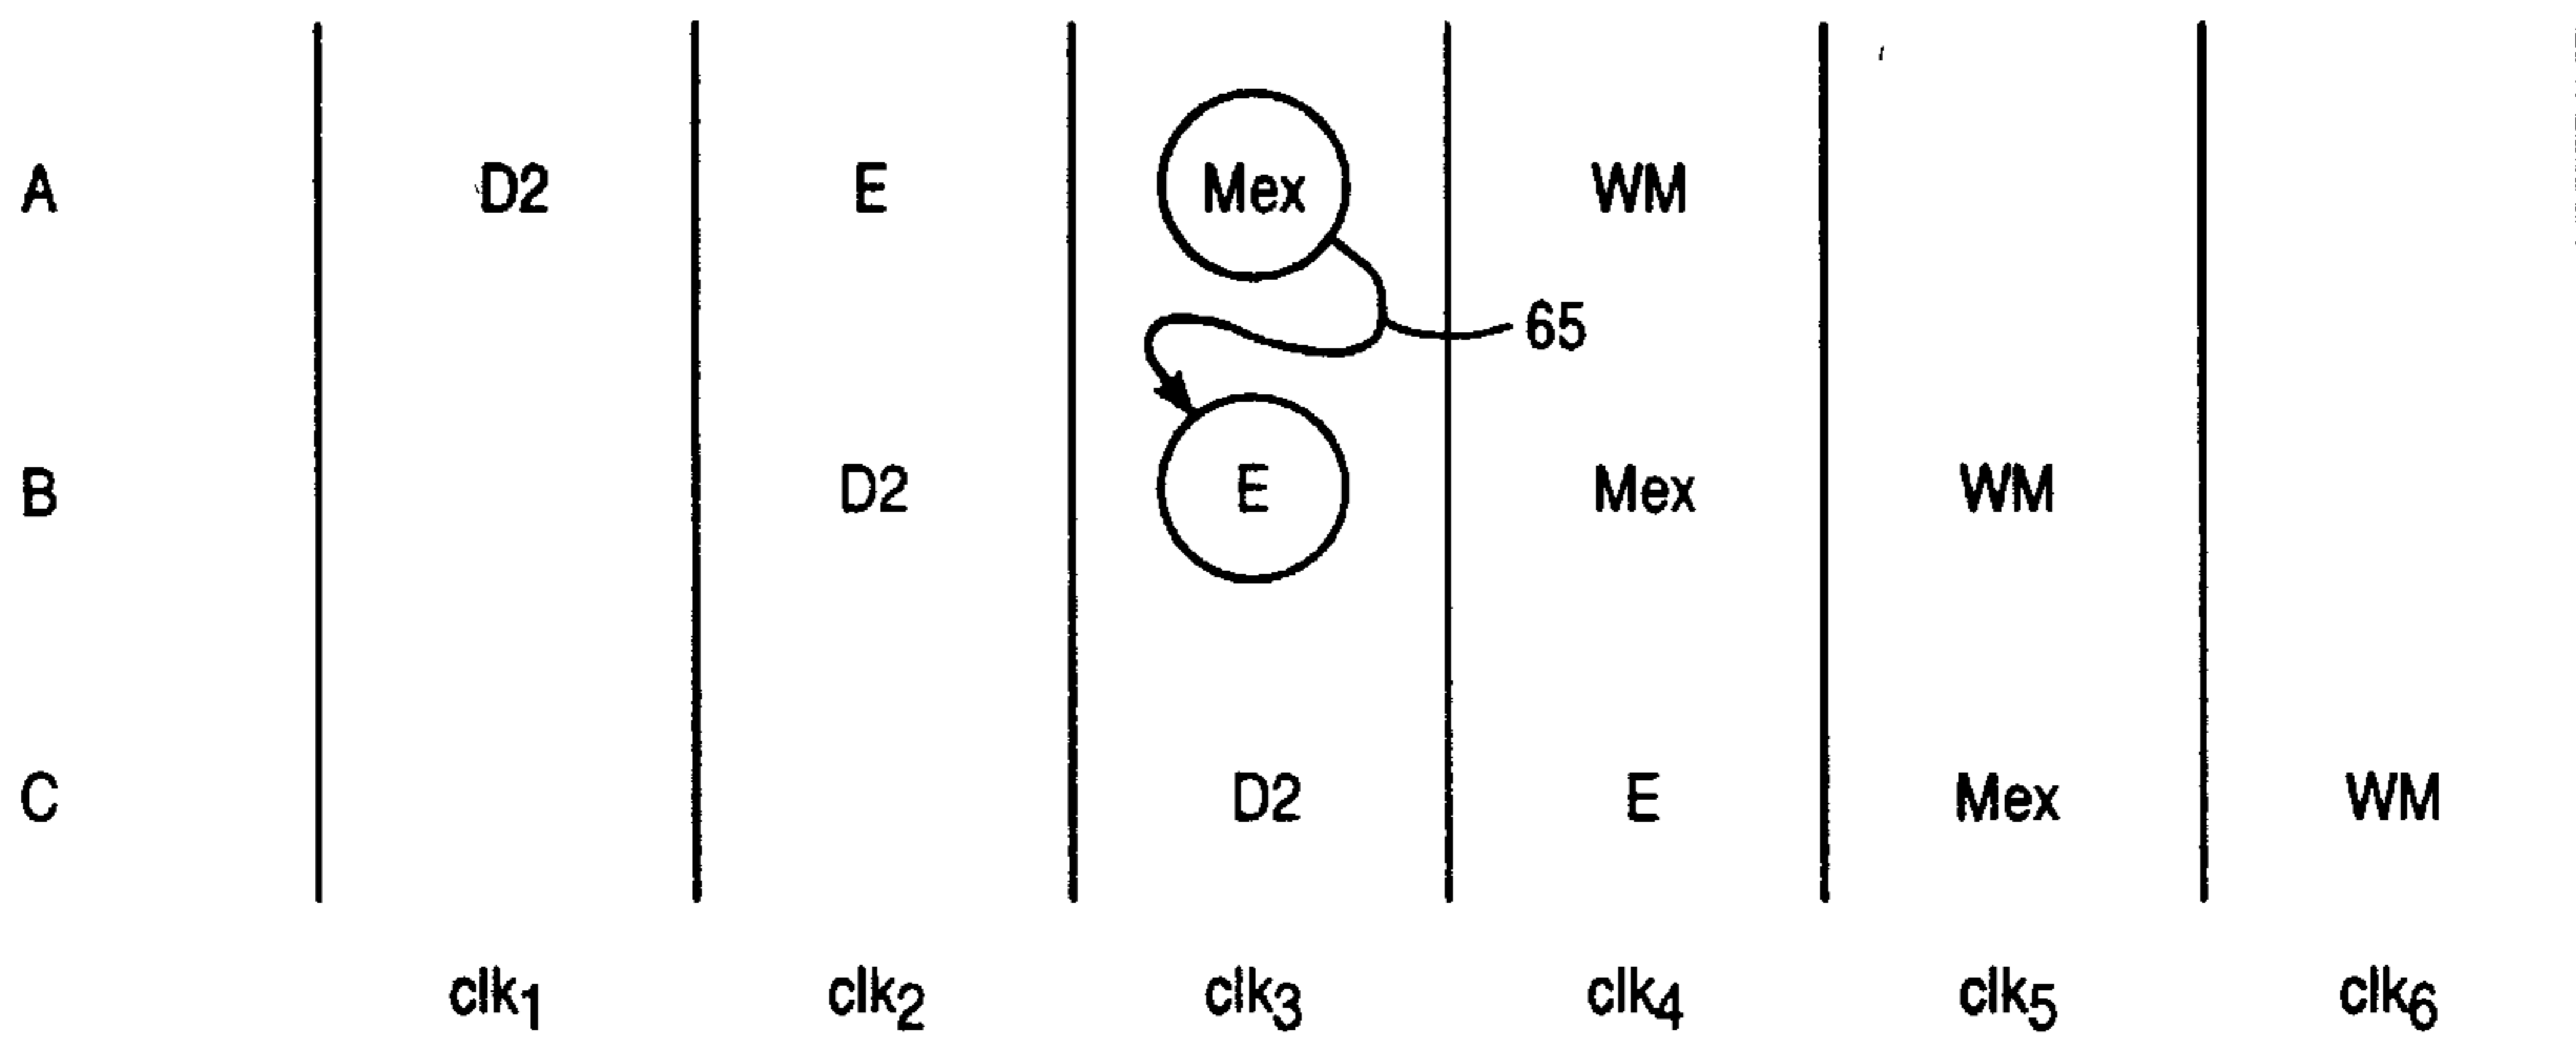 A D2 E Mex WM
65
B D2 E Mex WM
C D2 E Mex WM
clk1 clk2 clk3 clk4 clk5 clk6